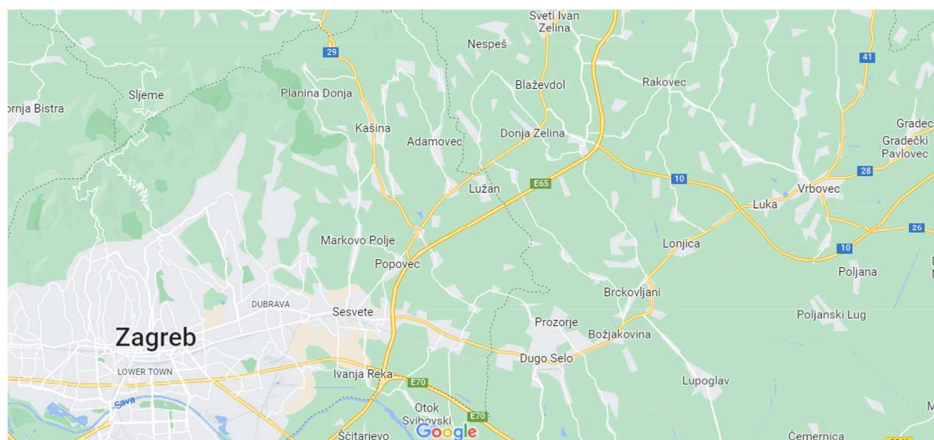 Sveti Ivan
Zelina
Nespeš
29
41
Sljeme
Blaževdol
Rakovec
Planina Donja
ornja Bistra
Kašina
Adamovec
Donja Zelina
Gradec
Gradečki
Pavlovec
E65
10
28
Lužan
Vrbovec
Luka
26
Markovo Polje
Lonjica
10
Popovec
Poljana
Brckovljani
DUBRAVA
Sesvete
Prozorje
Poljanski Lug
Zagreb
Božjakovina
Dugo Selo
LOWER TOWN
Ivanja Reka
E70
Lupoglav
Sava
Otok
Svibovski
E70
Google
Ščitarjevo
Čemernica